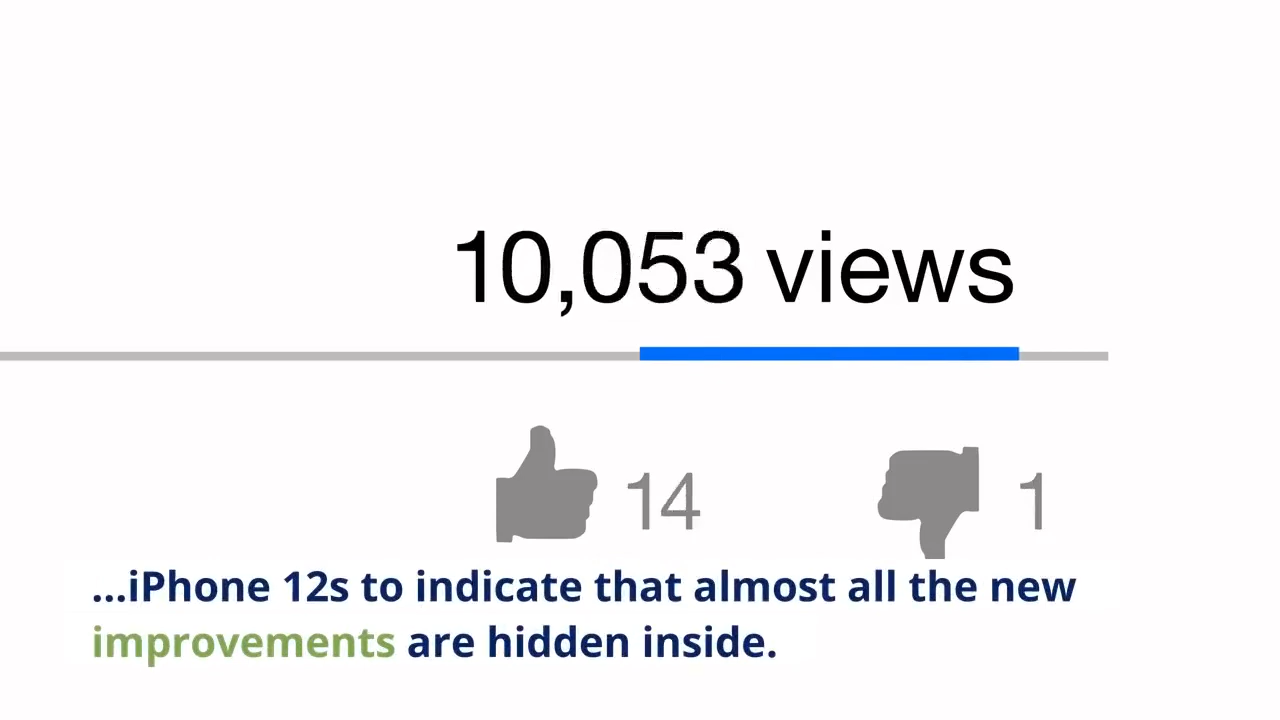 10,053 views
14 1
...iPhone 12s to indicate that almost all the new
improvements are hidden inside.